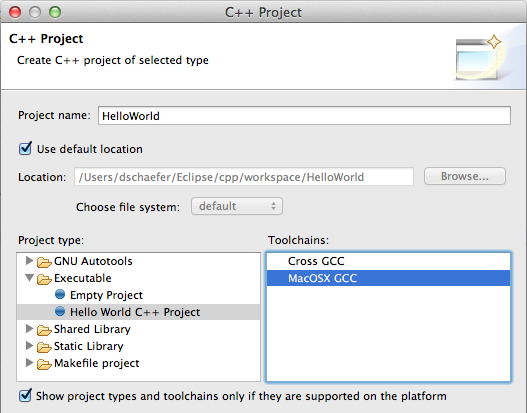 C++ Project
C++ Project
Create C++ project of selected type
Project name: HelloWorld
Use default location
Location: /Users/dschaefer/Eclipse/cpp/workspace/HelloWorld Browse...
Choose file system: default
Project type: Toolchains:
GNU Autotools Cross GCC
Executable MacOSX GCC
Empty Project
Hello World C++ Project
Shared Library
Static Library
Makefile project
Show project types and toolchains only if they are supported on the platform